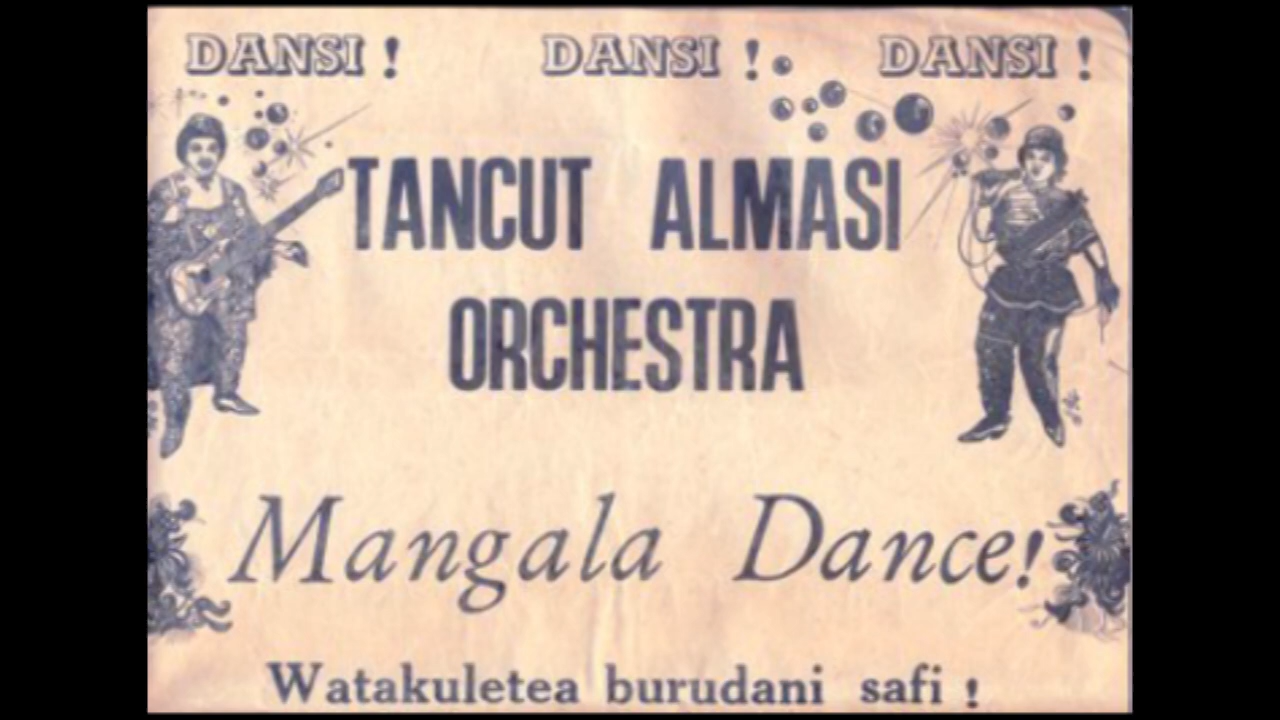 DANSI ! DANSI ! DANSI !
TANCUT ALMASI
ORCHESTRA
Mangala Dance!
Watakuletea burudani safi !